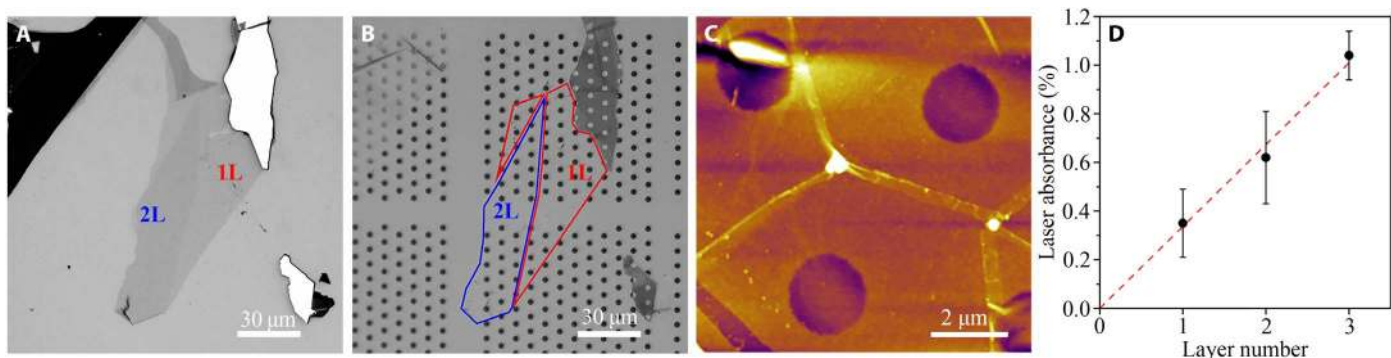 A
1L
2L
30 µm
B
1L
2L
30 µm
C
2 µm
D
Laser absorbance (%)
1.2
1.0
0.8
0.6
0.4
0.2
0.0
0
1
2
3
Layer number